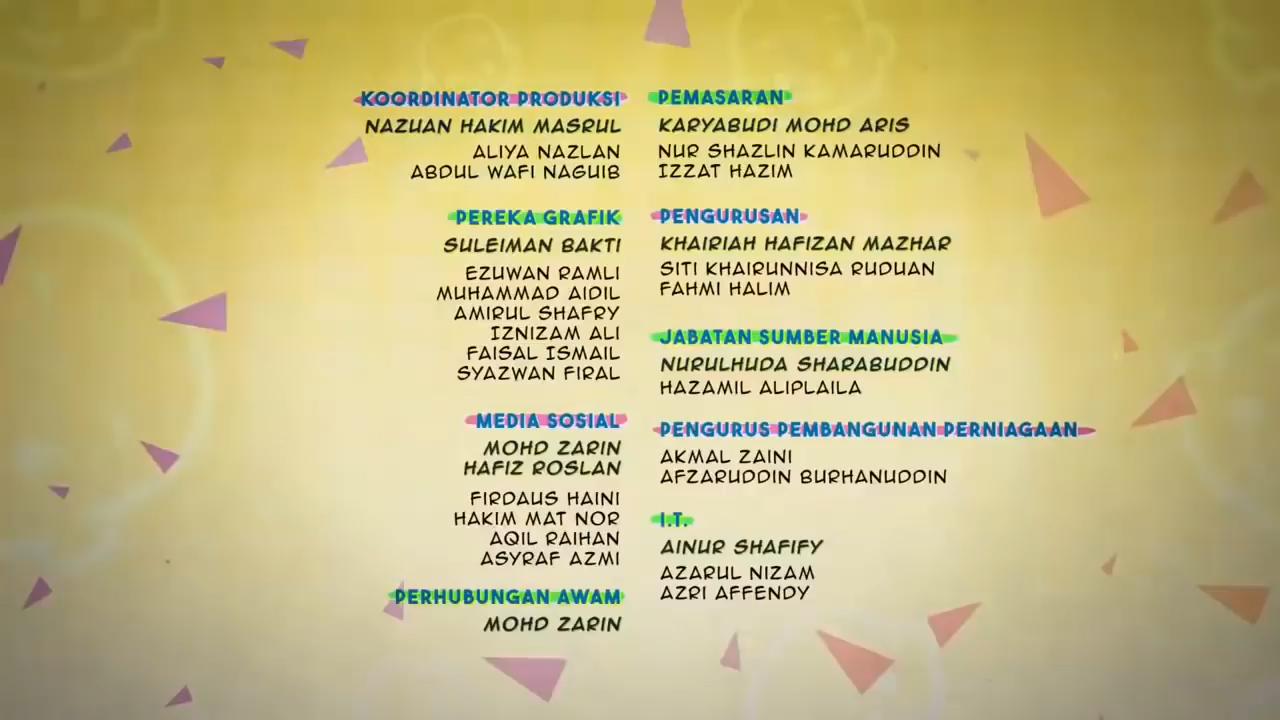 KOORDINATOR PRODUKSI
NAZUAN HAKIM MASRUL
ALIYA NAZLAN
ABDUL WAFI NAGUIB
PEREKA GRAFIK
SULEIMAN BAKTI
EZUWAN RAMLI
MUHAMMAD AIDIL
AMIRUL SHAFRY
IZNIZAM ALI
FAISAL ISMAIL
SYAZWAN FIRAL
MEDIA SOSIAL
MOHD ZARIN
HAFIZ ROSLAN
FIRDAUS HAINI
HAKIM MAT NOR
AQIL RAIHAN
ASYRAF AZMI
PERHUBUNGAN AWAM
MOHD ZARIN
PEMASARAN
KARYABUDI MOHD ARIS
NUR SHAZLIN KAMARUDDIN
IZZAT HAZIM
PENGURUSAN
KHAIRIAH HAFIZAN MAZHAR
SITI KHAIRUNNISA RUDUAN
FAHMI HALIM
JABATAN SUMBER MANUSIA
NURULHUDA SHARABUDDIN
HAZAMIL ALIPLAILA
PENGURUS PEMBANGUNAN PERNIAGAAN
AKMAL ZAINI
AFZARUDDIN BURHANUDDIN
I.T.
AINUR SHAFIFY
AZARUL NIZAM
AZRI AFFENDY